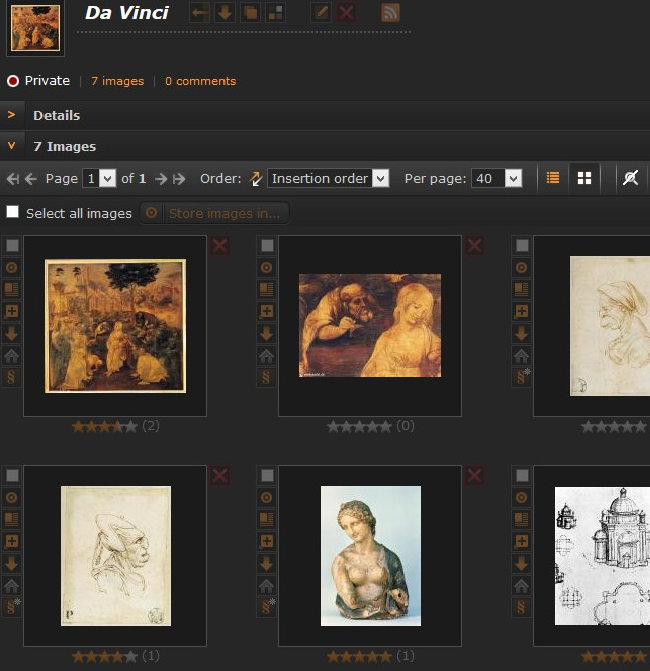 Da Vinci
Private | 7 images | 0 comments
> Details
v 7 Images
Page 1 of 1 Order: Insertion order Per page: 40
Select all images Store images in...
(2) (0)
(1) (1)